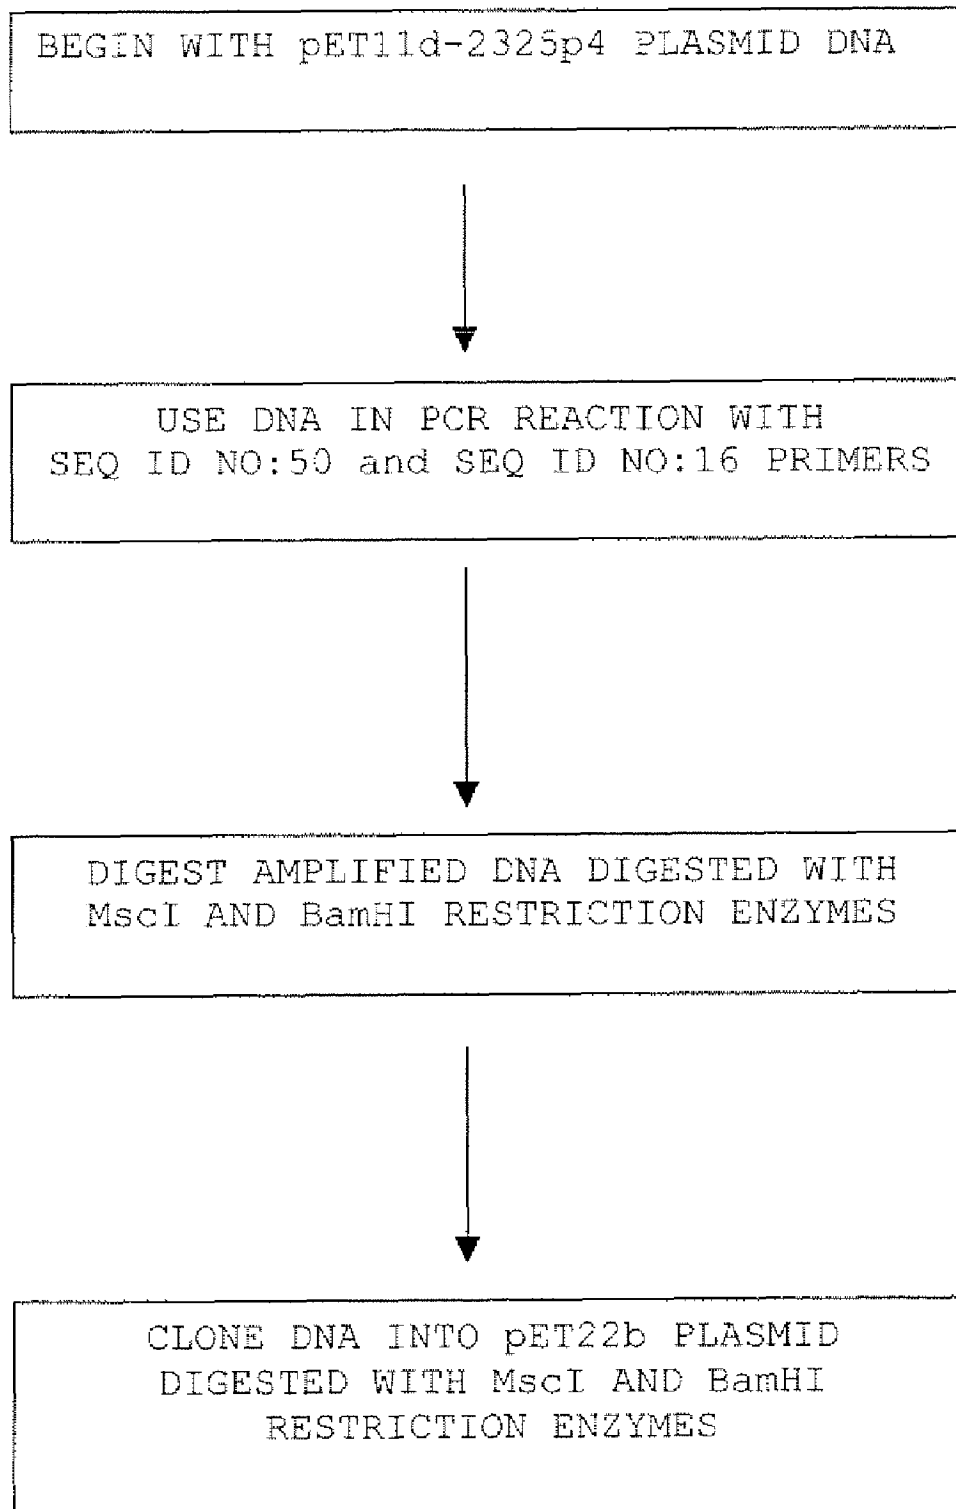 BEGIN WITH pET11d-2325p4 PLASMID DNA
USE DNA IN PCR REACTION WITH
SEQ ID NO:50 and SEQ ID NO:16 PRIMERS
DIGEST AMPLIFIED DNA DIGESTED WITH
MscI AND BamHI RESTRICTION ENZYMES
CLONE DNA INTO pET22b PLASMID
DIGESTED WITH MscI AND BamHI
RESTRICTION ENZYMES